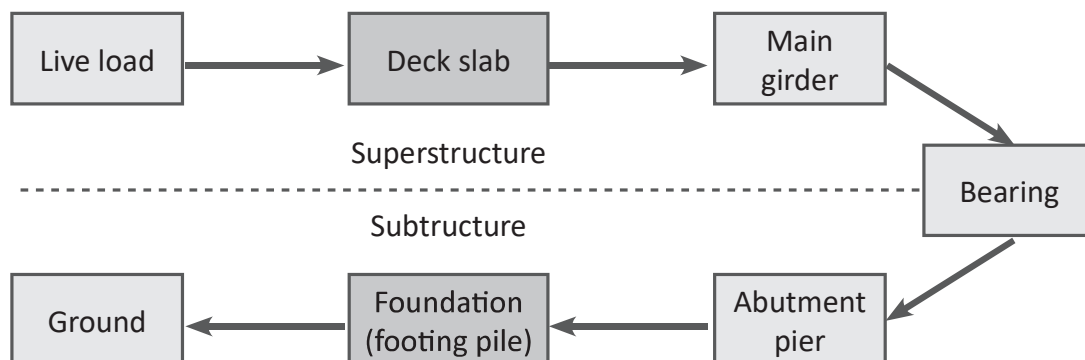 Live load
Deck slab
Main
girder
Superstructure
Bearing
Subtructure
Ground
Foundation
(footing pile)
Abutment
pier